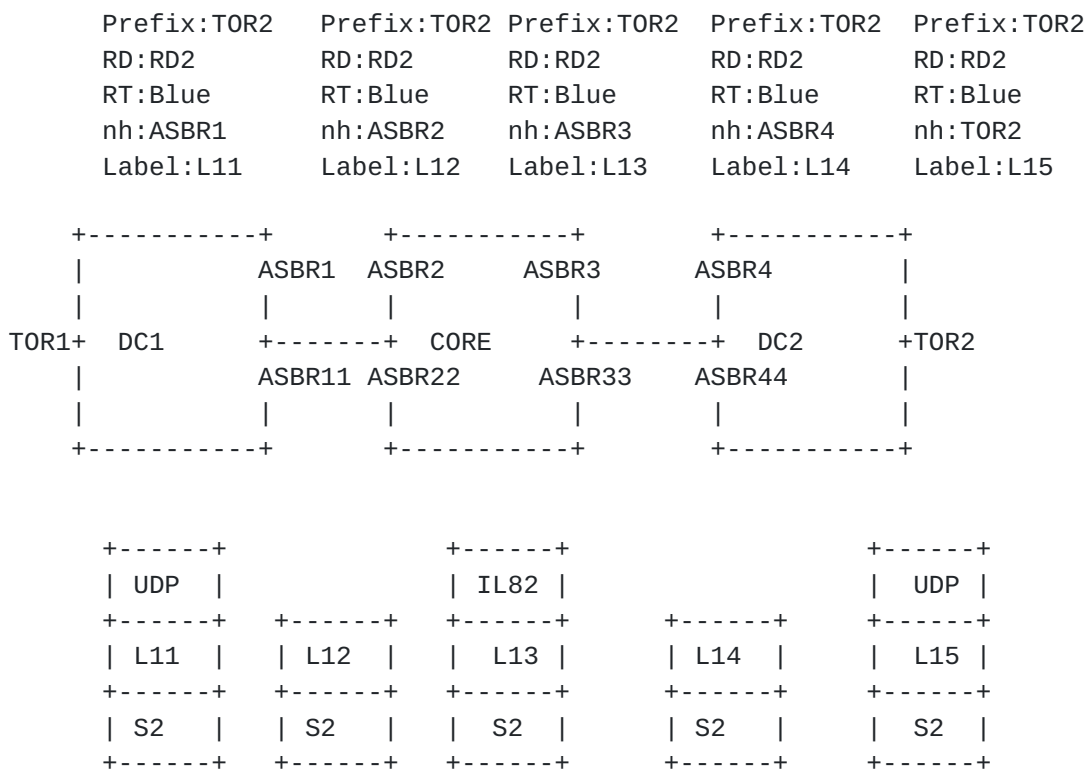 Prefix:TOR2 Prefix:TOR2 Prefix:TOR2 Prefix:TOR2 Prefix:TOR2
RD:RD2 RD:RD2 RD:RD2 RD:RD2 RD:RD2
RT:Blue RT:Blue RT:Blue RT:Blue RT:Blue
nh:ASBR1 nh:ASBR2 nh:ASBR3 nh:ASBR4 nh:TOR2
Label:L11 Label:L12 Label:L13 Label:L14 Label:L15
+-----------+ +-----------+ +-----------+
| ASBR1 ASBR2 ASBR3 ASBR4 |
| | | | | |
TOR1+ DC1 +-------+ CORE +--------+ DC2 +TOR2
| ASBR11 ASBR22 ASBR33 ASBR44 |
| | | | | |
+-----------+ +-----------+ +-----------+
+------+ +------+ +------+
| UDP | | IL82 | | UDP |
+------+ +------+ +------+ +------+ +------+
| L11 | | L12 | | L13 | | L14 | | L15 |
+------+ +------+ +------+ +------+ +------+
| S2 | | S2 | | S2 | | S2 | | S2 |
+------+ +------+ +------+ +------+ +------+